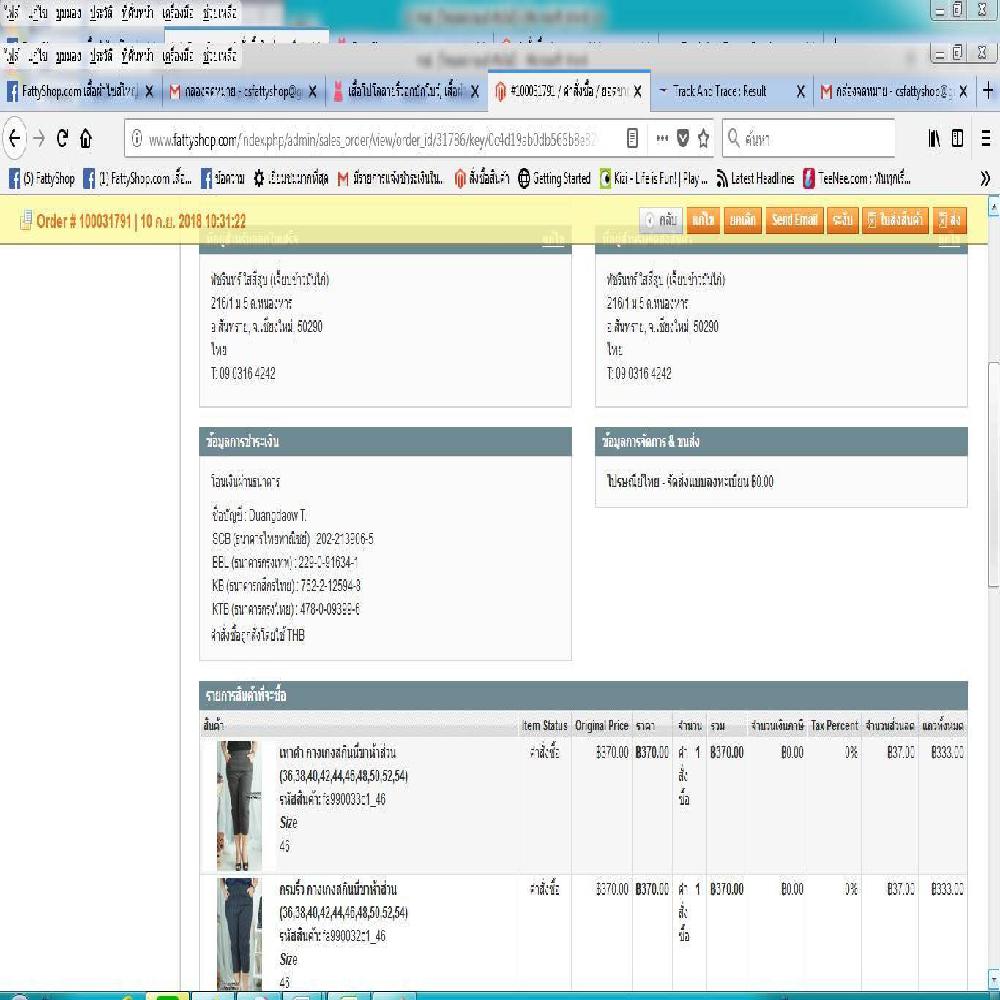 ไฟล์ แก้ไข มุมมอง ประวัติ ที่คั่นหน้า เครื่องมือ ช่วยเหลือ
ไฟล์ แก้ไข มุมมอง ประวัติ ที่คั่นหน้า เครื่องมือ ช่วยเหลือ
FattyShop.com เสื้อผ้าไซส์ใหญ่ กล่องจดหมาย - csfattyshop@g #100031791 / คำสั่งซื้อ / ยอดขาย Track And Trace : Result กล่องจดหมาย - csfattyshop@g
www.fattyshop.com/index.php/admin/sales_order/view/order_id/31786/key/ ค้นหา
(5) FattyShop (1) FattyShop.com เสื้อ... ข้อความ เยี่ยมชมมากที่สุด มีรายการแจ้งชำระเงินใน.. สั่งซื้อสินค้า Getting Started Kizi - Life is Fun! | Play ... Latest Headlines TeeNee.com : ทันทุกเรื่...
Order # 100031791 | 10 ก.ย. 2018 10:31:22 กลับ แก้ไข ยกเลิก Send Email ระงับ ใบส่งสินค้า ส่ง
พัชรินทร์ ใสสีสูบ (เจี๊ยบข้าวมันไก่)
216/1 ม.5 ต.หนองหาร
อ.สันทราย, จ.เชียงใหม่, 50290
ไทย
T: 09 0316 4242
พัชรินทร์ ใสสีสูบ (เจี๊ยบข้าวมันไก่)
216/1 ม.5 ต.หนองหาร
อ.สันทราย, จ.เชียงใหม่, 50290
ไทย
T: 09 0316 4242
ข้อมูลการชำระเงิน
โอนเงินผ่านธนาคาร
ชื่อบัญชี : Duangdaow T.
SCB (ธนาคารไทยพาณิชย์) : 202-213906-5
BBL (ธนาคารกรุงเทพ) : 229-0-91634-1
KB (ธนาคารกสิกรไทย) : 752-2-12594-8
KTB (ธนาคารกรุงไทย) : 478-0-09399-6
คำสั่งซื้อถูกสั่งโดยใช้ THB
ข้อมูลการจัดการ & ขนส่ง
ไปรษณีย์ไทย - จัดส่งแบบลงทะเบียน ฿0.00
รายการสินค้าที่จะซื้อ
สินค้า Item Status Original Price ราคา จำนวน รวม จำนวนเงินภาษี Tax Percent จำนวนส่วนลด แถวทั้งหมด
เทาดำ กางเกงสกินนี่ขาห้าส่วน คำสั่งซื้อ ฿370.00 ฿370.00 คำ 1 ฿370.00 ฿0.00 0% ฿37.00 ฿333.00
(36,38,40,42,44,46,48,50,52,54) สั่ง
รหัสสินค้า: fa990033c1_46 ซื้อ
Size
46
กรมริ้ว กางเกงสกินนี่ขาห้าส่วน คำสั่งซื้อ ฿370.00 ฿370.00 คำ 1 ฿370.00 ฿0.00 0% ฿37.00 ฿333.00
(36,38,40,42,44,46,48,50,52,54) สั่ง
รหัสสินค้า: fa990032c1_46 ซื้อ
Size
46